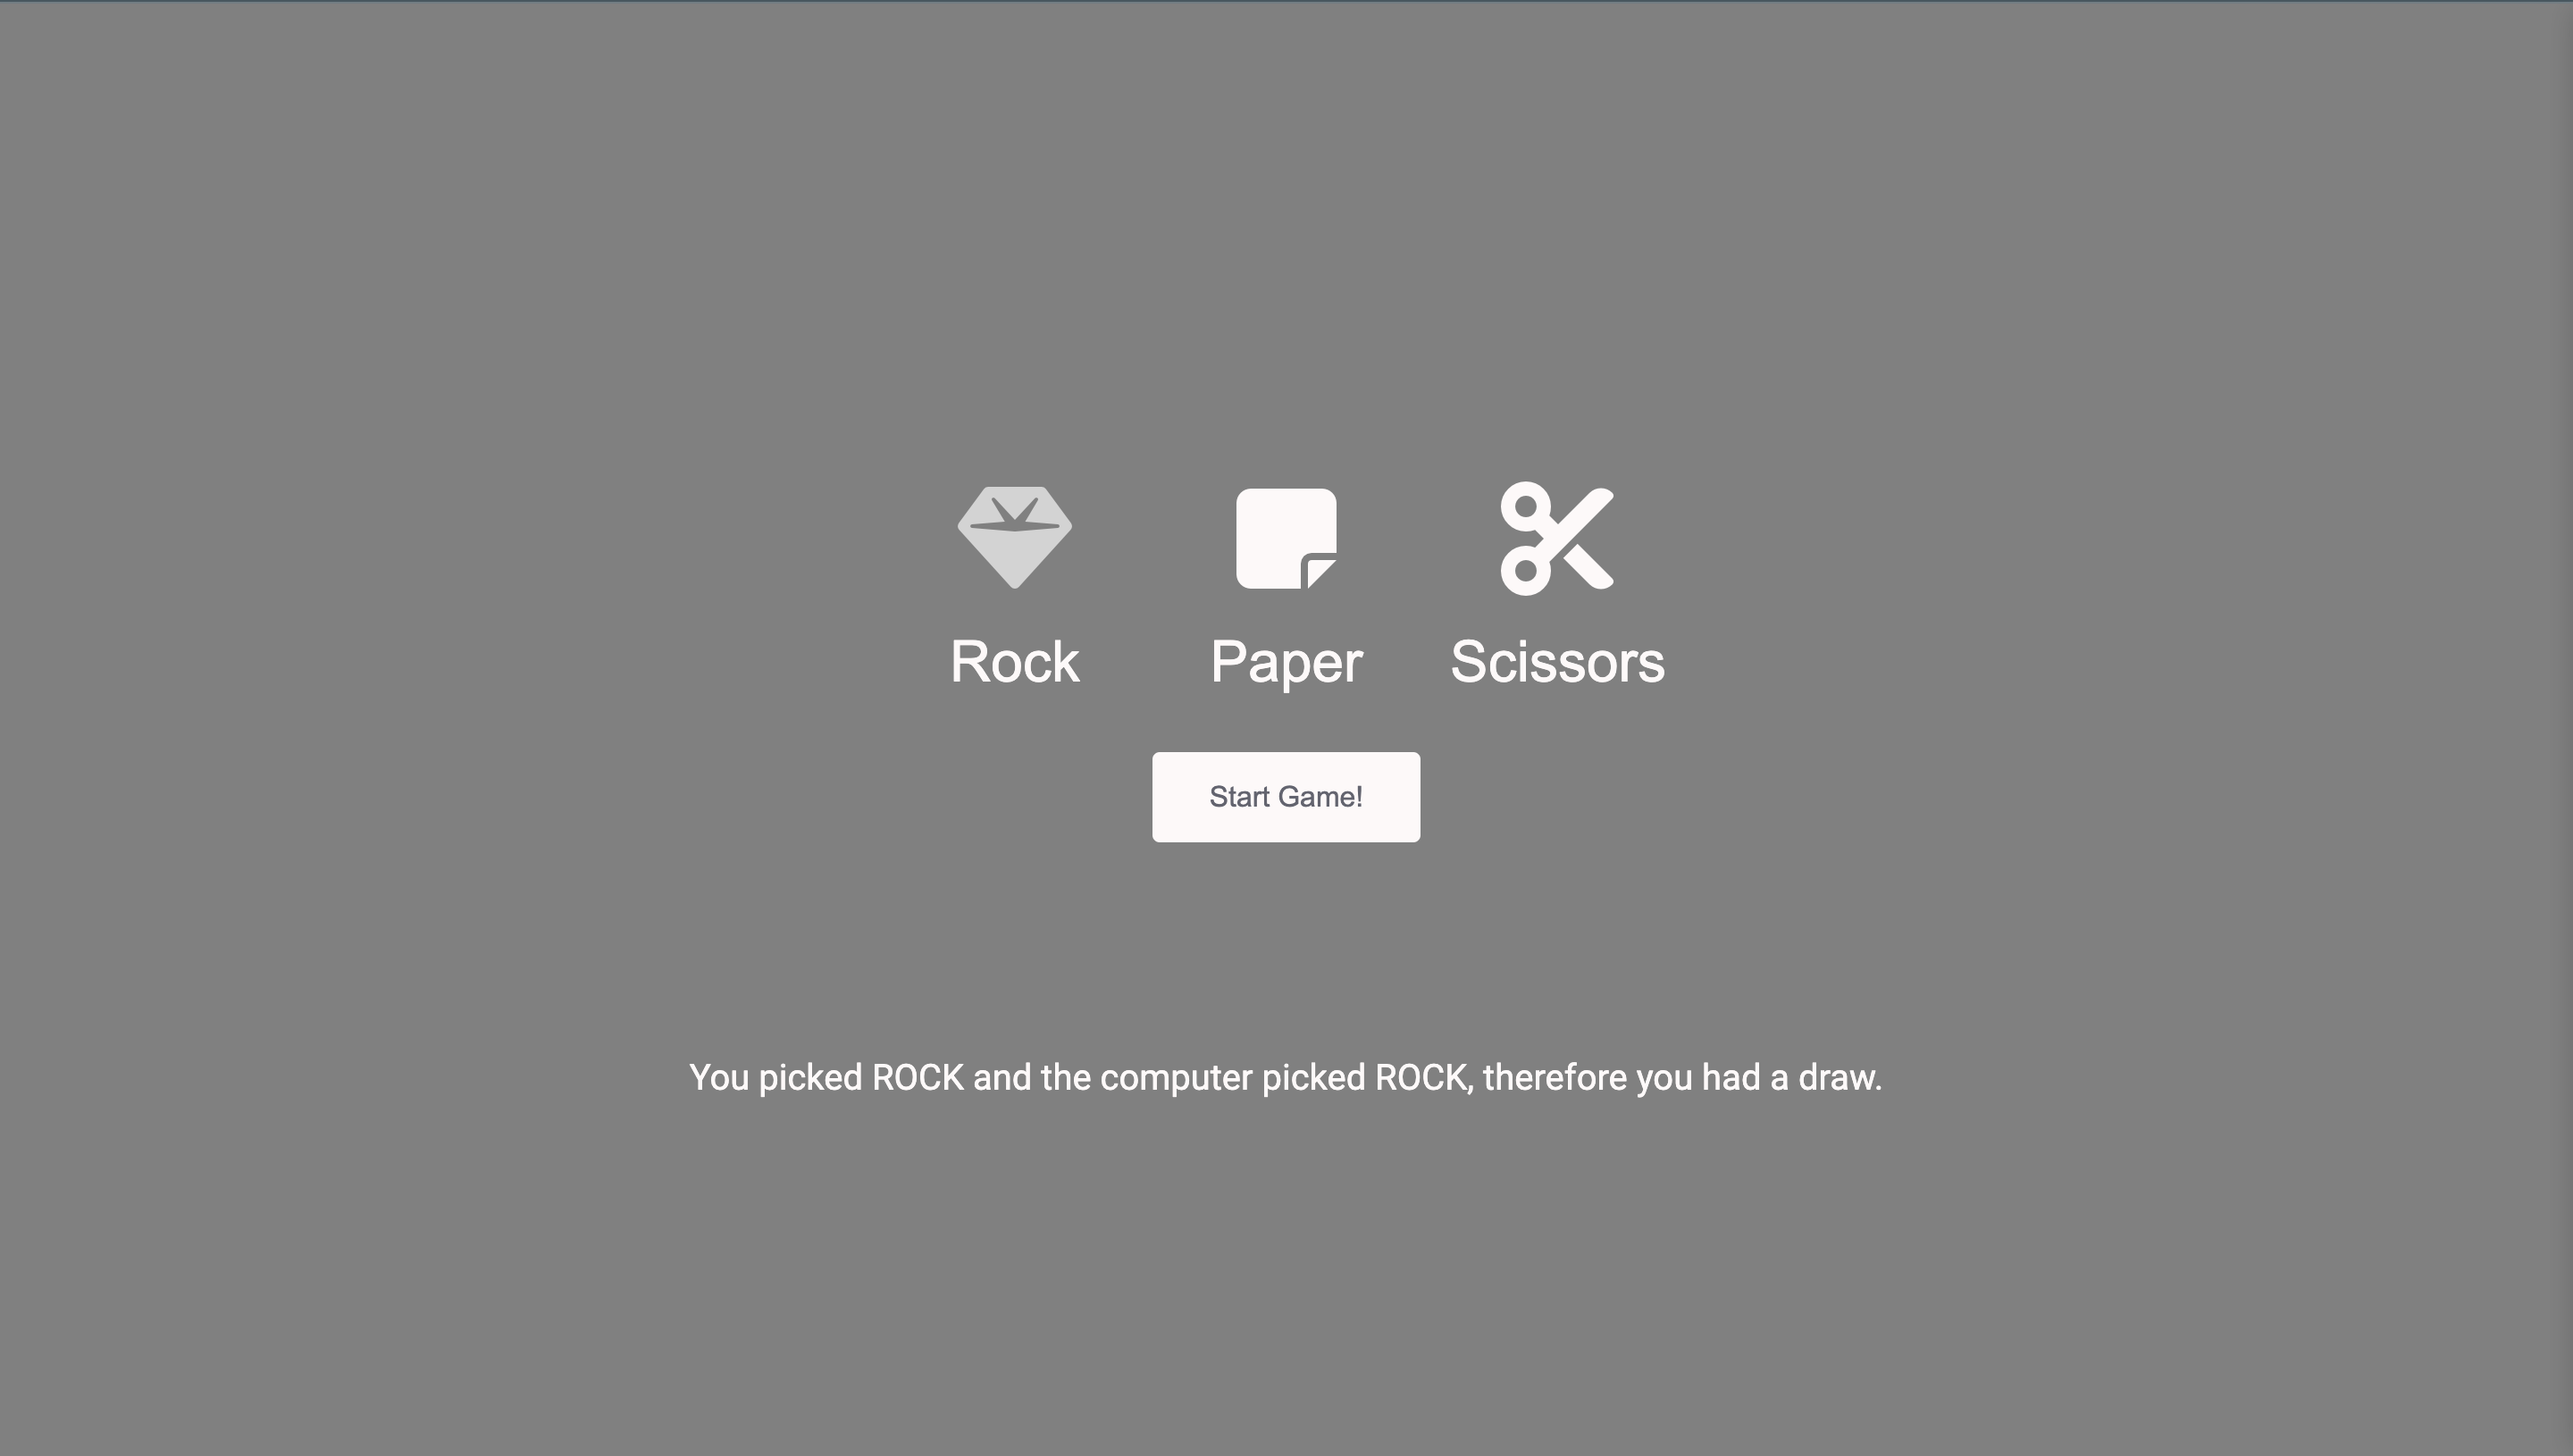 Rock Paper Scissors
Start Game!
You picked ROCK and the computer picked ROCK, therefore you had a draw.